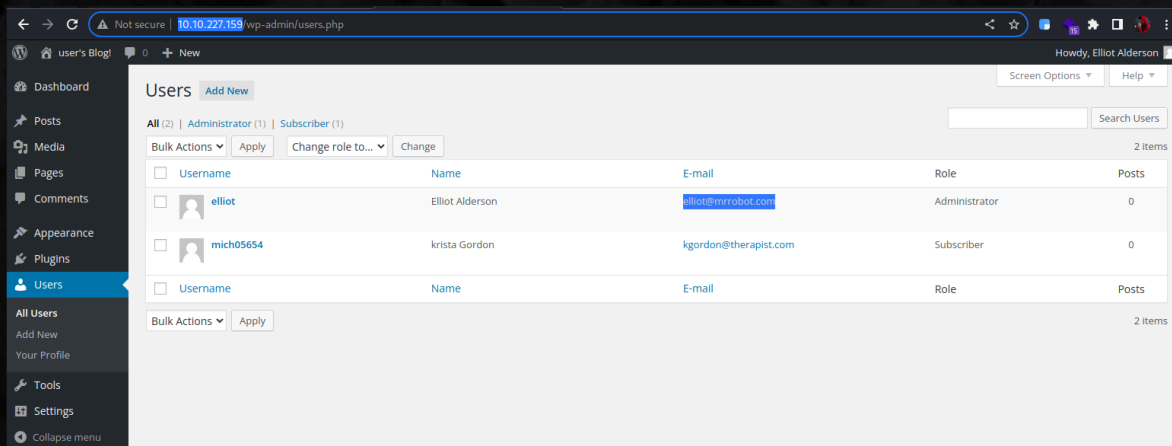 Not secure | 10.10.227.159/wp-admin/users.php 15
user's Blog! 0 + New Howdy, Elliot Alderson
Screen Options ▼ Help ▼
Dashboard
Posts
Media
Pages
Comments
Appearance
Plugins
Users
All Users
Add New
Your Profile
Tools
Settings
Collapse menu
Users Add New
All (2) | Administrator (1) | Subscriber (1) Search Users
Bulk Actions Apply Change role to... Change 2 items
Username Name E-mail Role Posts
elliot Elliot Alderson elliot@mrrobot.com Administrator 0
mich05654 krista Gordon kgordon@therapist.com Subscriber 0
Username Name E-mail Role Posts
Bulk Actions Apply 2 items